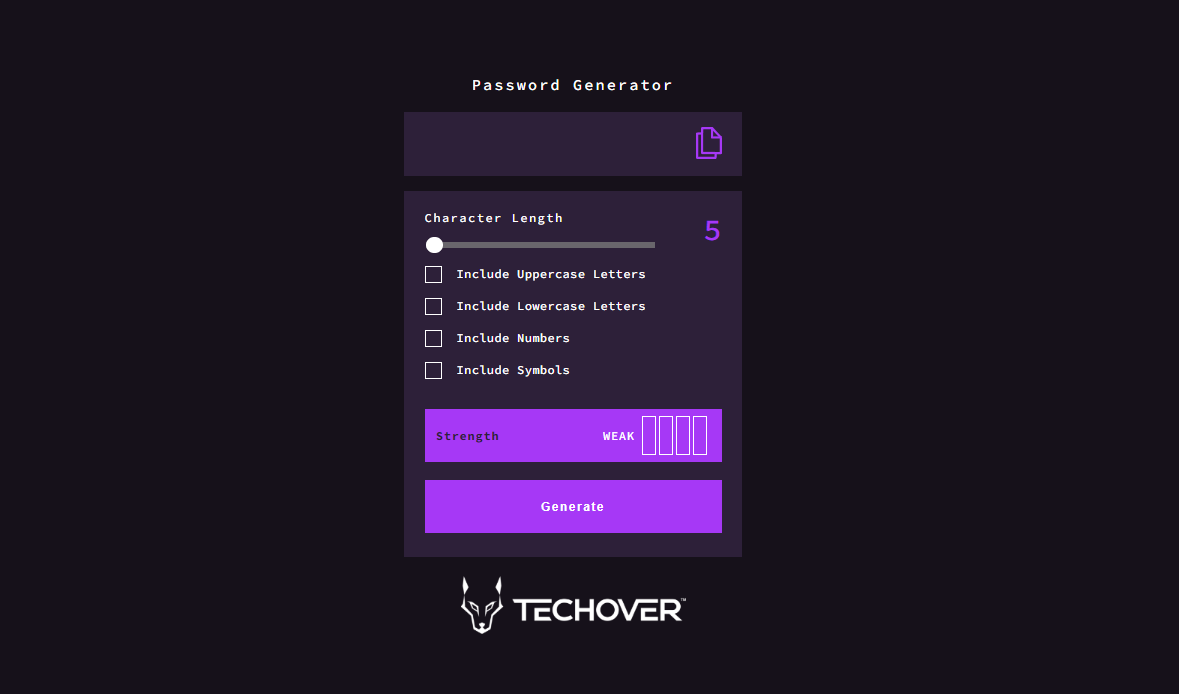 Password Generator
Character Length
5
Include Uppercase Letters
Include Lowercase Letters
Include Numbers
Include Symbols
Strength WEAK
Generate
TECHOVER™